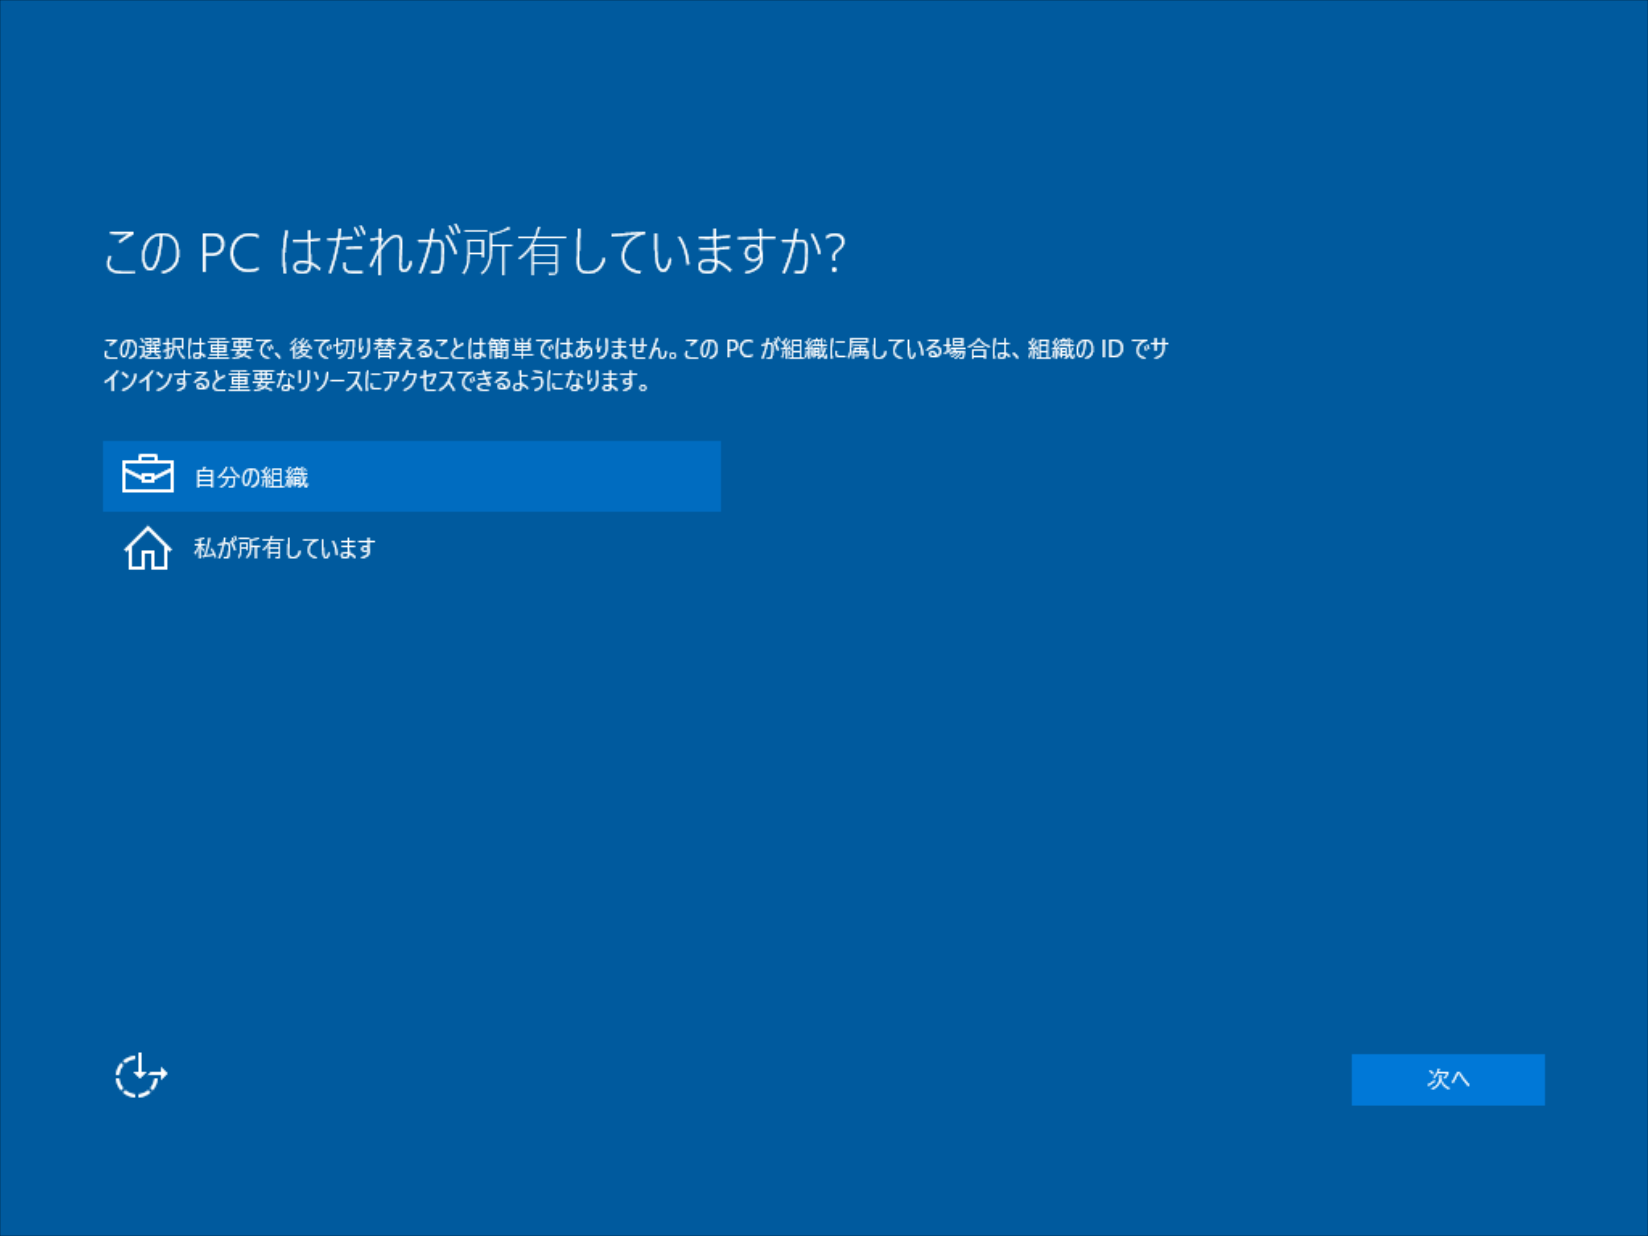 この PC はだれが所有していますか?
この選択は重要で、後で切り替えることは簡単ではありません。この PC が組織に属している場合は、組織の ID でサ
インインすると重要なリソースにアクセスできるようになります。
自分の組織
私が所有しています
次へ